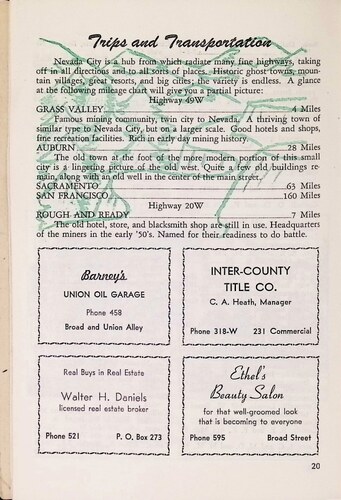 Trips and Transportation
Nevada City is a hub from which radiate many fine highways, taking
off in all directions and to all sorts of places. Historic ghost towns, moun-
tain villages, great resorts, and big cities; the variety is endless. A glance
at the following mileage chart will give you a partial picture:
Highway 49W
GRASS VALLEY 4 Miles
Famous mining community, twin city to Nevada. A thriving town of
similar type to Nevada City, but on a larger scale. Good hotels and shops,
fine recreation facilities. Rich in early day mining history.
AUBURN 28 Miles
The old town at the foot of the more modern portion of this small
city is a lingering picture of the old west. Quite a few old buildings re-
main, along with an old well in the center of the main street.
SACRAMENTO 63 Miles
SAN FRANCISCO 160 Miles
Highway 20W
ROUGH AND READY 7 Miles
The old hotel, store, and blacksmith shop are still in use. Headquarters
of the miners in the early '50's. Named for their readiness to do battle.
Barney's
UNION OIL GARAGE
Phone 458
Broad and Union Alley
INTER-COUNTY
TITLE CO.
C. A. Heath, Manager
Phone 318-W 231 Commercial
Real Buys in Real Estate
Walter H. Daniels
licensed real estate broker
Phone 521 P. O. Box 273
Ethel's
Beauty Salon
for that well-groomed look
that is becoming to everyone
Phone 595 Broad Street
20